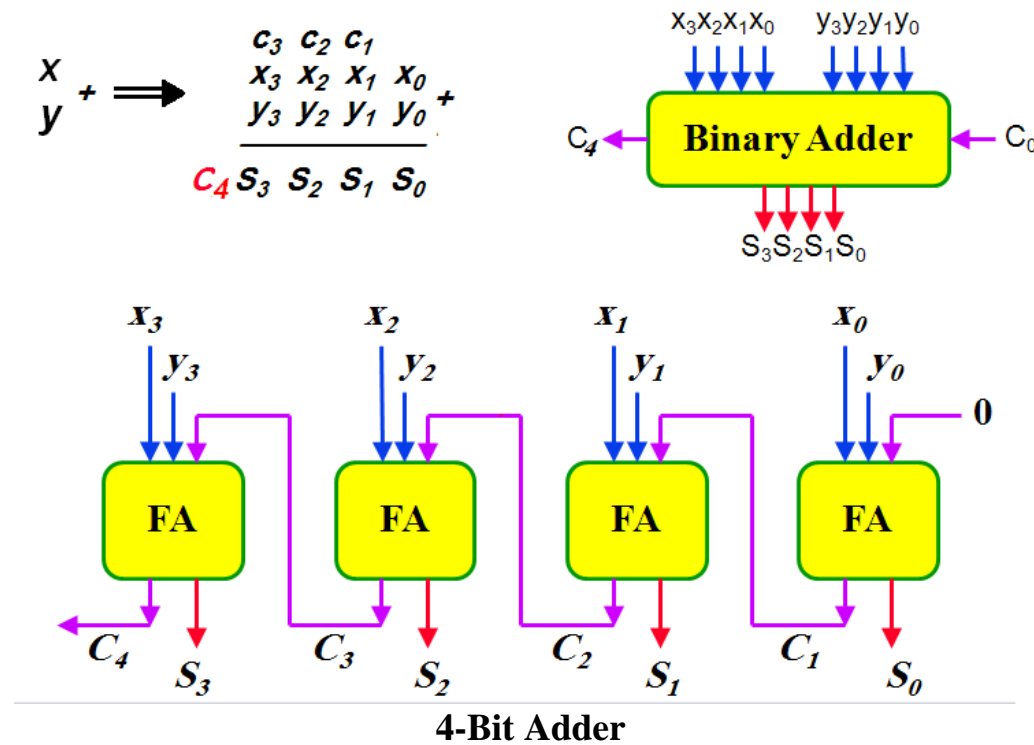 c₃ c₂ c₁
x₃ x₂ x₁ x₀
y₃ y₂ y₁ y₀ +
C₄ S₃ S₂ S₁ S₀
x
y +
x₃x₂x₁x₀ y₃y₂y₁y₀
C₄ Binary Adder C₀
S₃S₂S₁S₀
x₃ x₂ x₁ x₀
y₃ y₂ y₁ y₀
0
FA FA FA FA
C₄ C₃ C₂ C₁
S₃ S₂ S₁ S₀
4-Bit Adder